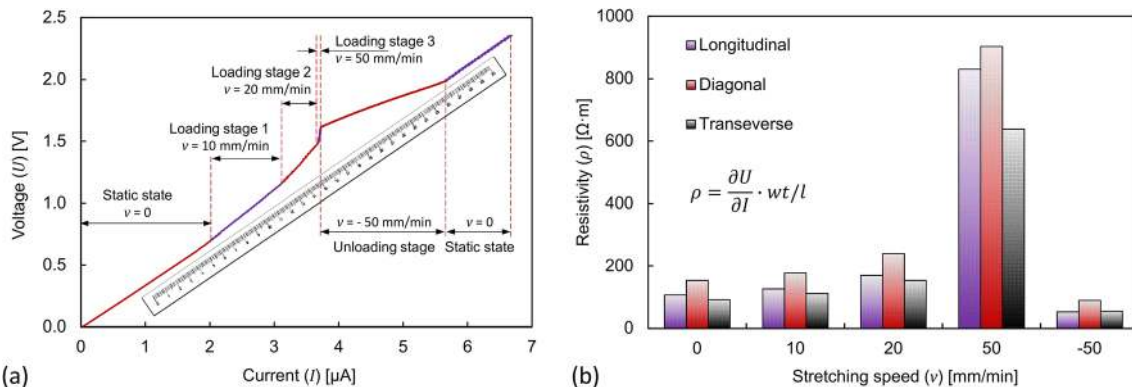 2.5
2.0
1.5
1.0
0.5
0.0
Voltage (U) [V]
0 1 2 3 4 5 6 7
Current (I) [µA]
Loading stage 3
v = 50 mm/min
Loading stage 2
v = 20 mm/min
Loading stage 1
v = 10 mm/min
Static state
v = 0
v = - 50 mm/min
Unloading stage
v=0
Static state
(a)
1000
800
600
400
200
0
Resistivity (ρ) [Ω·m]
Longitudinal
Diagonal
Transeverse
ρ = ∂U/∂I · wt/l
0 10 20 50 -50
Stretching speed (v) [mm/min]
(b)